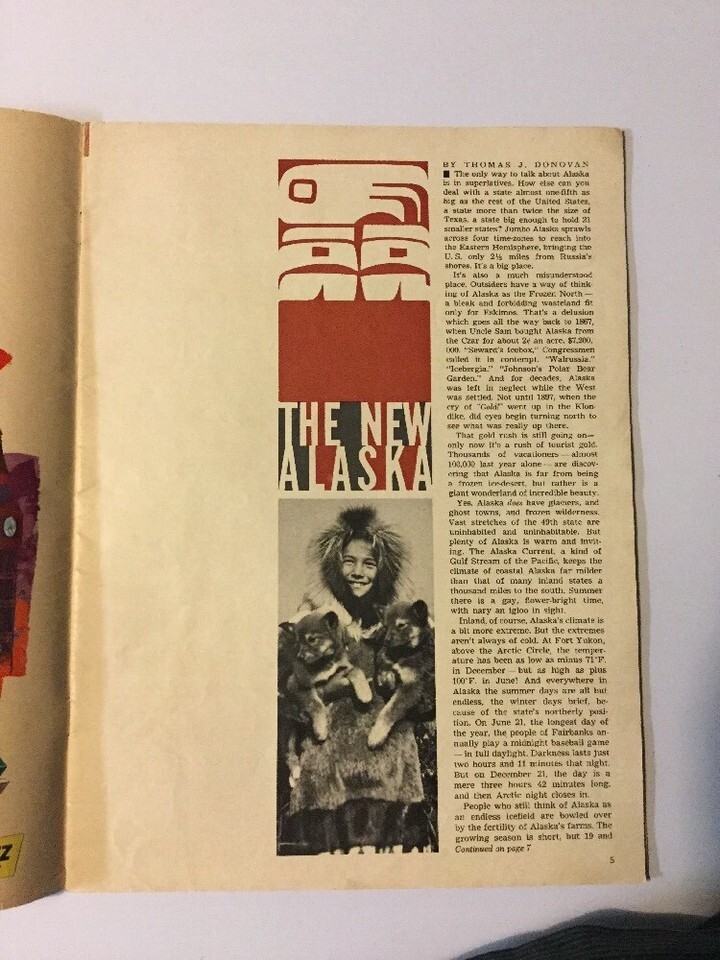 THE NEW
ALASKA
BY THOMAS J. DONOVAN
■ The only way to talk about Alaska
is in superlatives. How else can you
deal with a state almost one-fifth as
big as the rest of the United States,
a state more than twice the size of
Texas, a state big enough to hold 21
smaller states? Jumbo Alaska sprawls
across four time-zones to reach into
the Eastern Hemisphere, bringing the
U.S. only 2½ miles from Russia's
shores. It's a big place.
It's also a much misunderstood
place. Outsiders have a way of think-
ing of Alaska as the Frozen North—
a bleak and forbidding wasteland fit
only for Eskimos. That's a delusion
which goes all the way back to 1867,
when Uncle Sam bought Alaska from
the Czar for about 2¢ an acre, $7,200,
000. "Seward's Icebox," Congressmen
called it in contempt. "Walrussia."
"Icebergia." "Johnson's Polar Bear
Garden." And for decades, Alaska
was left in neglect while the West
was settled. Not until 1897, when the
cry of "Gold!" went up in the Klon-
dike, did eyes begin turning north to
see what was really up there.
That gold rush is still going on—
only now it's a rush of tourist gold.
Thousands of vacationers—almost
100,000 last year alone—are discov-
ering that Alaska is far from being
a frozen ice-desert, but rather is a
giant wonderland of incredible beauty.
Yes, Alaska does have glaciers, and
ghost towns, and frozen wilderness.
Vast stretches of the 49th state are
uninhabited and uninhabitable. But
plenty of Alaska is warm and invit-
ing. The Alaska Current, a kind of
Gulf Stream of the Pacific, keeps the
climate of coastal Alaska far milder
than that of many inland states a
thousand miles to the south. Summer
there is a gay, flower-bright time,
with nary an igloo in sight.
Inland, of course, Alaska's climate is
a bit more extreme. But the extremes
aren't always of cold. At Fort Yukon,
above the Arctic Circle, the temper-
ature has been as low as minus 71°F.
in December—but as high as plus
100°F. in June! And everywhere in
Alaska the summer days are all but
endless, the winter days brief, be-
cause of the state's northerly posi-
tion. On June 21, the longest day of
the year, the people of Fairbanks an-
nually play a midnight baseball game
—in full daylight. Darkness lasts just
two hours and 11 minutes that night.
But on December 21, the day is a
mere three hours 42 minutes long,
and then Arctic night closes in.
People who still think of Alaska as
an endless icefield are bowled over
by the fertility of Alaska's farms. The
growing season is short, but 19 and
Continued on page 7
5